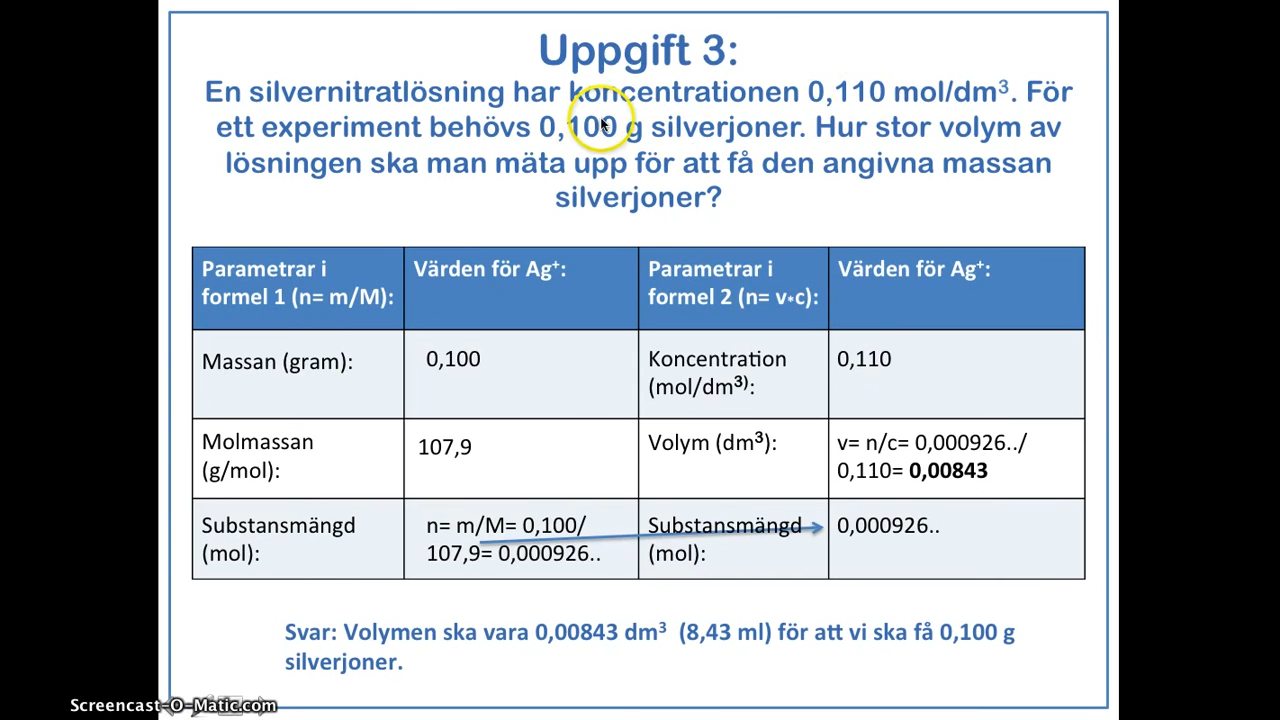 Uppgift 3:
En silvernitratlösning har koncentrationen 0,110 mol/dm³. För
ett experiment behövs 0,100 g silverjoner. Hur stor volym av
lösningen ska man mäta upp för att få den angivna massan
silverjoner?
Parametrar i
formel 1 (n= m/M):
Värden för Ag⁺:
Parametrar i
formel 2 (n= v*c):
Värden för Ag⁺:
Massan (gram):
0,100
Koncentration
(mol/dm³⁾:
0,110
Molmassan
(g/mol):
107,9
Volym (dm³):
v= n/c= 0,000926../
0,110= 0,00843
Substansmängd
(mol):
n= m/M= 0,100/
107,9= 0,000926..
Substansmängd
(mol):
0,000926..
Svar: Volymen ska vara 0,00843 dm³ (8,43 ml) för att vi ska få 0,100 g
silverjoner.
Screencast-O-Matic.com